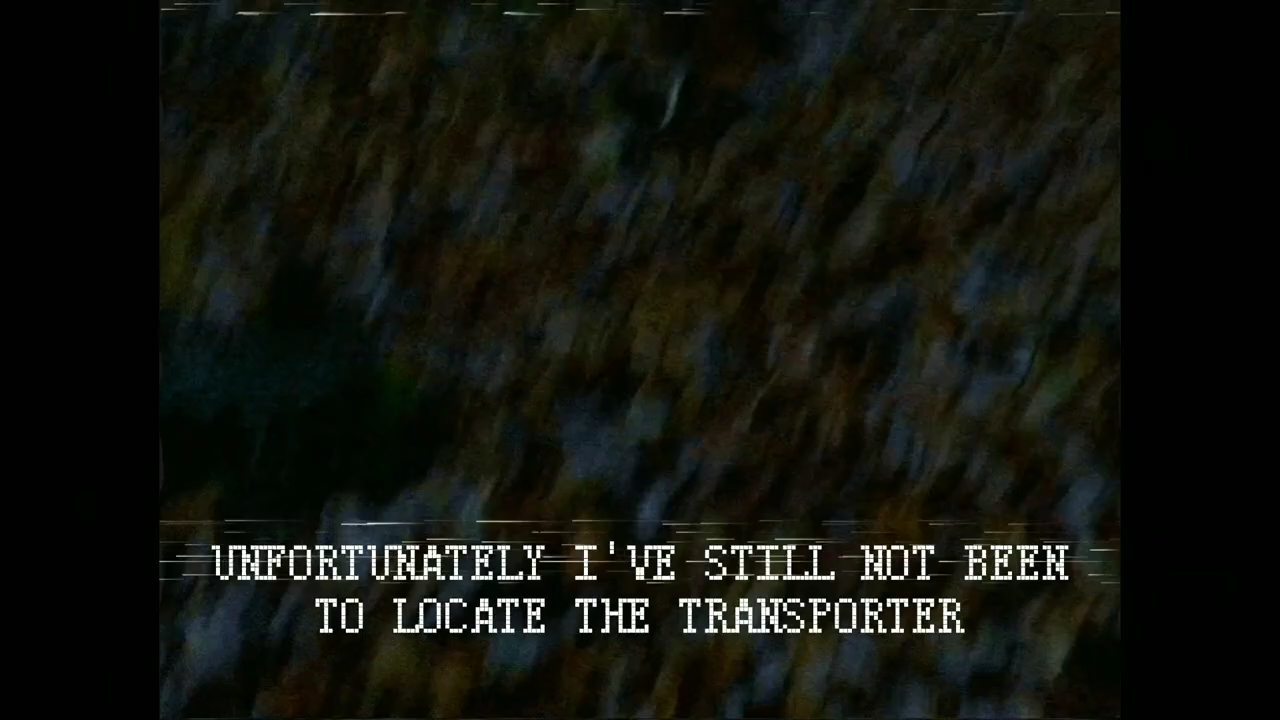 UNFORTUNATELY I'VE STILL NOT BEEN
TO LOCATE THE TRANSPORTER